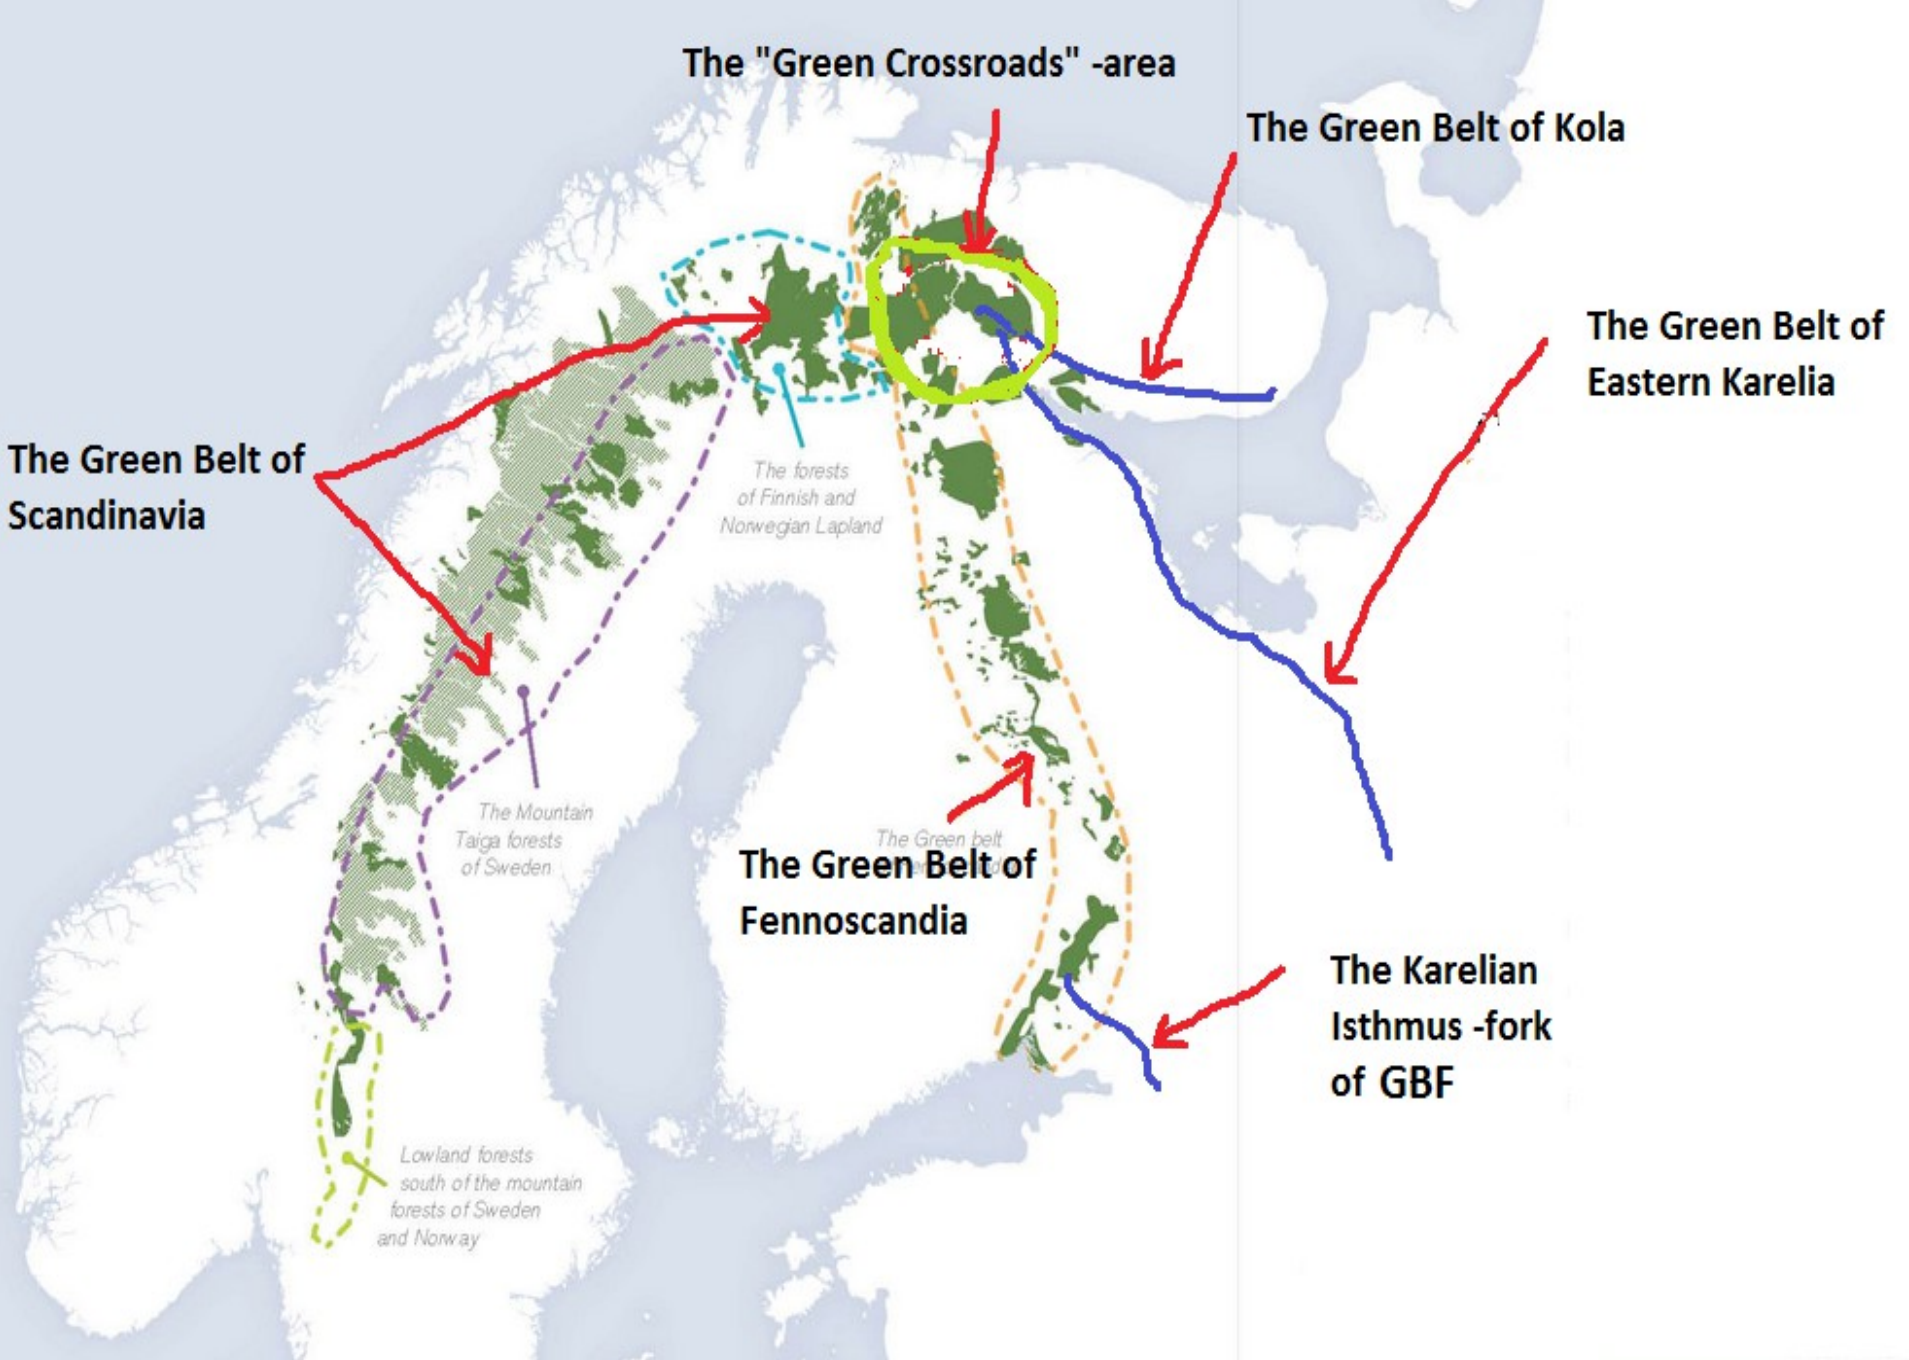 The "Green Crossroads" -area
The Green Belt of Kola
The Green Belt of
Eastern Karelia
The Green Belt of
Scandinavia
The forests
of Finnish and
Norwegian Lapland
The Mountain
Taiga forests
of Sweden
The Green belt
The Green Belt of
Fennoscandia
The Karelian
Isthmus -fork
of GBF
Lowland forests
south of the mountain
forests of Sweden
and Norway